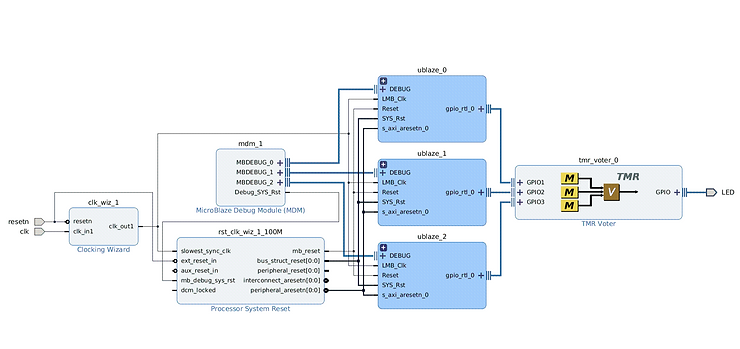 ublaze_0
DEBUG
LMB_Clk
Reset
SYS_Rst
s_axi_aresetn_0
gpio_rtl_0
mdm_1
MBDEBUG_0
MBDEBUG_1
MBDEBUG_2
Debug_SYS_Rst
MicroBlaze Debug Module (MDM)
ublaze_1
DEBUG
LMB_Clk
Reset
SYS_Rst
s_axi_aresetn_0
gpio_rtl_0
tmr_voter_0
GPIO1
GPIO2
GPIO3
M
M
M
V
TMR
GPIO
TMR Voter
LED
resetn
clk
clk_wiz_1
resetn
clk_in1
clk_out1
Clocking Wizard
rst_clk_wiz_1_100M
slowest_sync_clk
ext_reset_in
aux_reset_in
mb_debug_sys_rst
dcm_locked
mb_reset
bus_struct_reset[0:0]
peripheral_reset[0:0]
interconnect_aresetn[0:0]
peripheral_aresetn[0:0]
Processor System Reset
ublaze_2
DEBUG
LMB_Clk
Reset
SYS_Rst
s_axi_aresetn_0
gpio_rtl_0